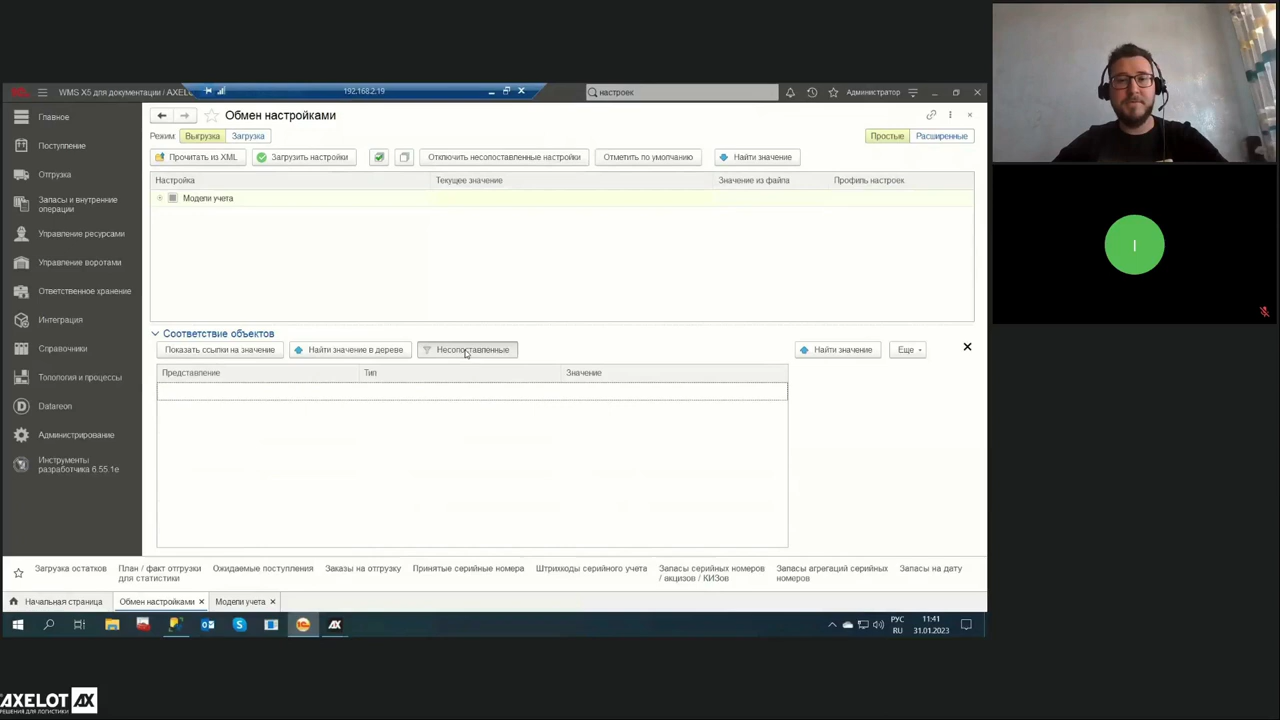 WMS X5 для документации / AXELO
192.168.2.19
настроек
Администратор
Главное
Поступление
Отгрузка
Запасы и внутренние
операции
Управление ресурсами
Управление воротами
Ответственное хранение
Интеграция
Справочники
Топология и процессы
Datareon
Администрирование
Инструменты
разработчика 6.55.1e
Обмен настройками
Режим: Выгрузка Загрузка
Простые Расширенные
Прочитать из XML Загрузить настройки Отключить несопоставленные настройки Отметить по умолчанию Найти значение
Настройка Текущее значение Значение из файла Профиль настроек
Модели учета
Соответствие объектов
Показать ссылки на значение Найти значение в дереве Несопоставленные Найти значение Еще
Представление Тип Значение
Загрузка остатков
План / факт отгрузки
для статистики
Ожидаемые поступления
Заказы на отгрузку
Принятые серийные номера
Штрихкоды серийного учета
Запасы серийных номеров
/ акцизов / КИЗов
Запасы агрегаций серийных
номеров
Запасы на дату
Начальная страница Обмен настройками Модели учета
РУС
RU
11:41
31.01.2023
I
AXELOT AX
РЕШЕНИЯ ДЛЯ ЛОГИСТИКИ